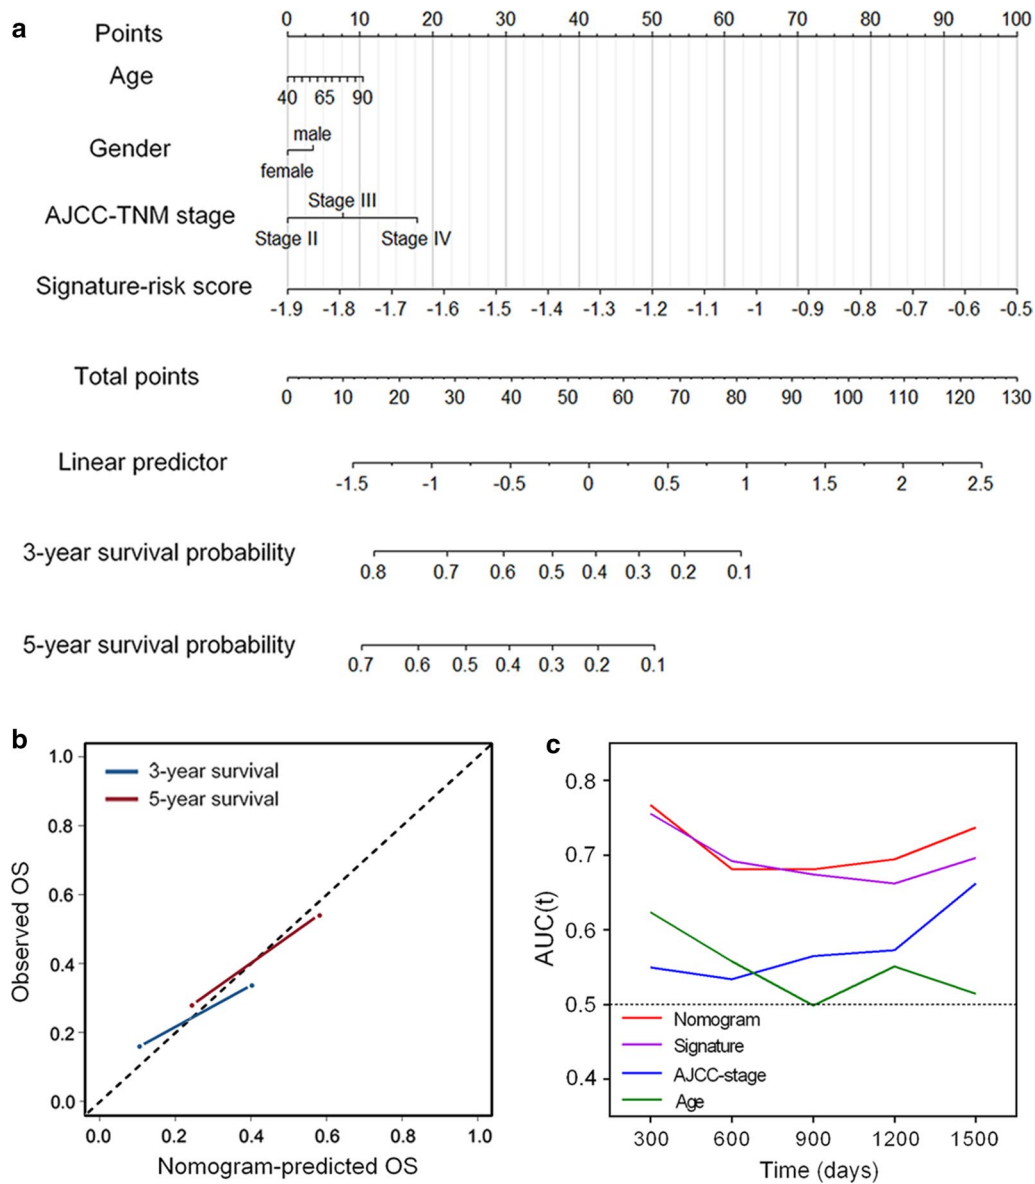 a
Points 0 10 20 30 40 50 60 70 80 90 100
Age
40 65 90
male
Gender
female
Stage III
AJCC-TNM stage
Stage II Stage IV
Signature-risk score
-1.9 -1.8 -1.7 -1.6 -1.5 -1.4 -1.3 -1.2 -1.1 -1 -0.9 -0.8 -0.7 -0.6 -0.5
Total points
0 10 20 30 40 50 60 70 80 90 100 110 120 130
Linear predictor
-1.5 -1 -0.5 0 0.5 1 1.5 2 2.5
3-year survival probability
0.8 0.7 0.6 0.5 0.4 0.3 0.2 0.1
5-year survival probability
0.7 0.6 0.5 0.4 0.3 0.2 0.1
b
3-year survival
5-year survival
Observed OS
1.0
0.8
0.6
0.4
0.2
0.0
0.0 0.2 0.4 0.6 0.8 1.0
Nomogram-predicted OS
c
AUC(t)
0.8
0.7
0.6
0.5
0.4
Nomogram
Signature
AJCC-stage
Age
300 600 900 1200 1500
Time (days)